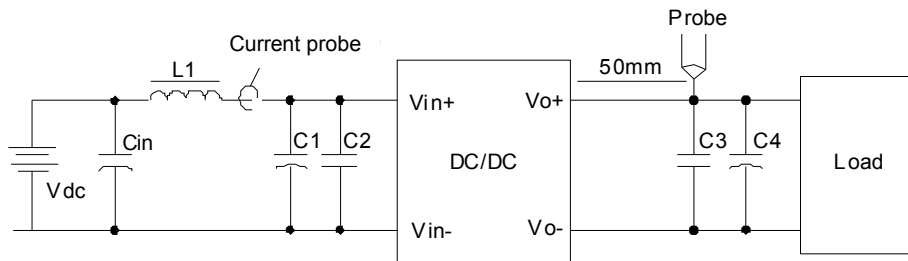 Probe
Current probe
50mm
L1
Vin+
Vo+
Cin
C1
C2
C3
C4
DC/DC
Load
Vdc
Vin-
Vo-